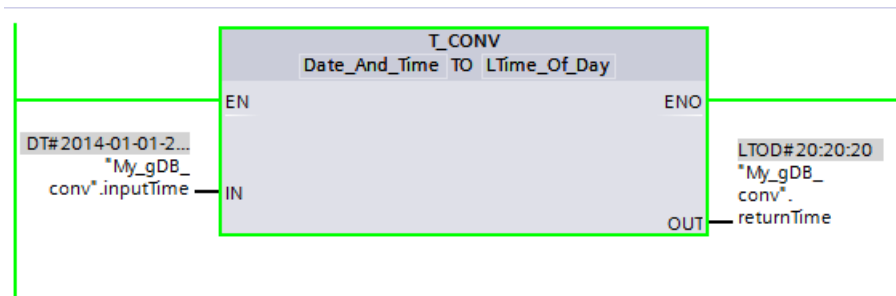 T_CONV
Date_And_Time TO LTime_Of_Day
EN
ENO
DT#2014-01-01-2...
"My_gDB_
conv".inputTime
IN
LTOD#20:20:20
"My_gDB_
conv".
returnTime
OUT